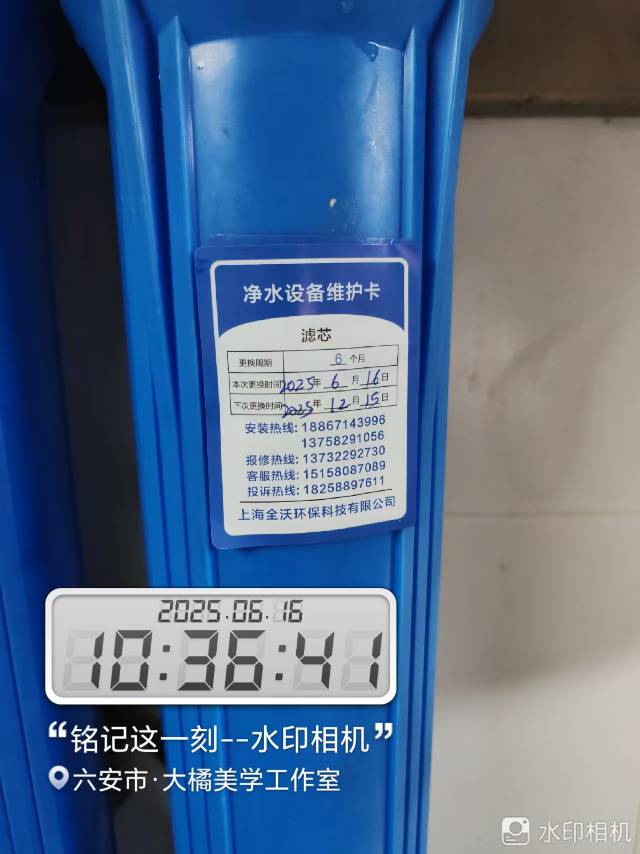 净水设备维护卡
滤芯
更换周期 6 个月
本次更换时间 2025 年 6 月 16 日
下次更换时间 2025 年 12 月 15 日
安装热线: 18867143996
13758291056
报修热线: 13732292730
客服热线: 15158087089
投诉热线: 18258897611
上海全沃环保科技有限公司
2025.06.16
10:36:41
“铭记这一刻--水印相机”
六安市·大橘美学工作室
水印相机